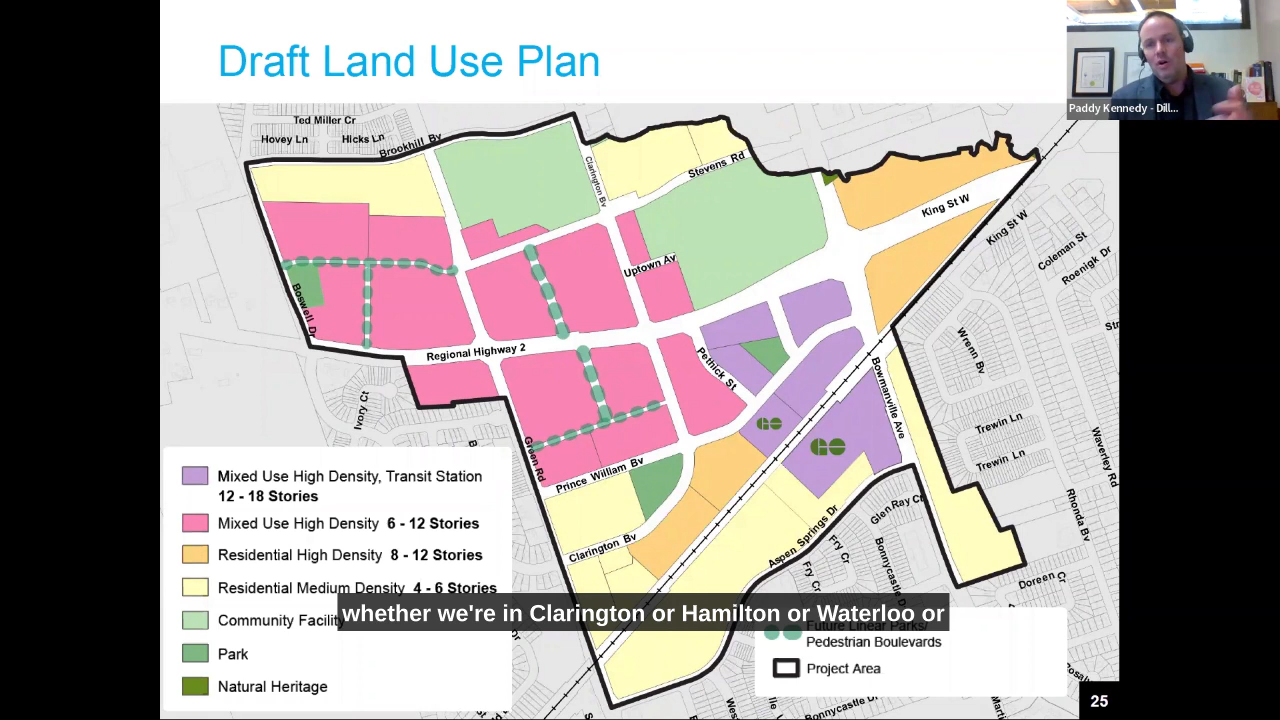 Draft Land Use Plan
Paddy Kennedy - Dill...
Ted Miller Cr
Hovey Ln
Hicks Ln
Brookhill Bv
Clarington Bv
Stevens Rd
King St W
King St W
Coleman St
Roenigk Dr
Uptown Av
Boswell Dr
Regional Highway 2
Petrick St
Bowmanville Ave
Wrenn Bv
Ivory Ct
Green Rd
GO
GO
Trewin Ln
Trewin Ln
Waverley Rd
Prince William Bv
Clarington Bv
Aspen Springs Dr
Glen Ray Ct
Fry Cr
Fry Cr
Rhonda Bv
Doreen Cr
Mixed Use High Density, Transit Station
12 - 18 Stories
Mixed Use High Density 6 - 12 Stories
Residential High Density 8 - 12 Stories
Residential Medium Density 4 - 6 Stories
Community Facility
Park
Natural Heritage
whether we're in Clarington or Hamilton or Waterloo or
Future Linear Parks/
Pedestrian Boulevards
Project Area
Bonnycastle Dr
25